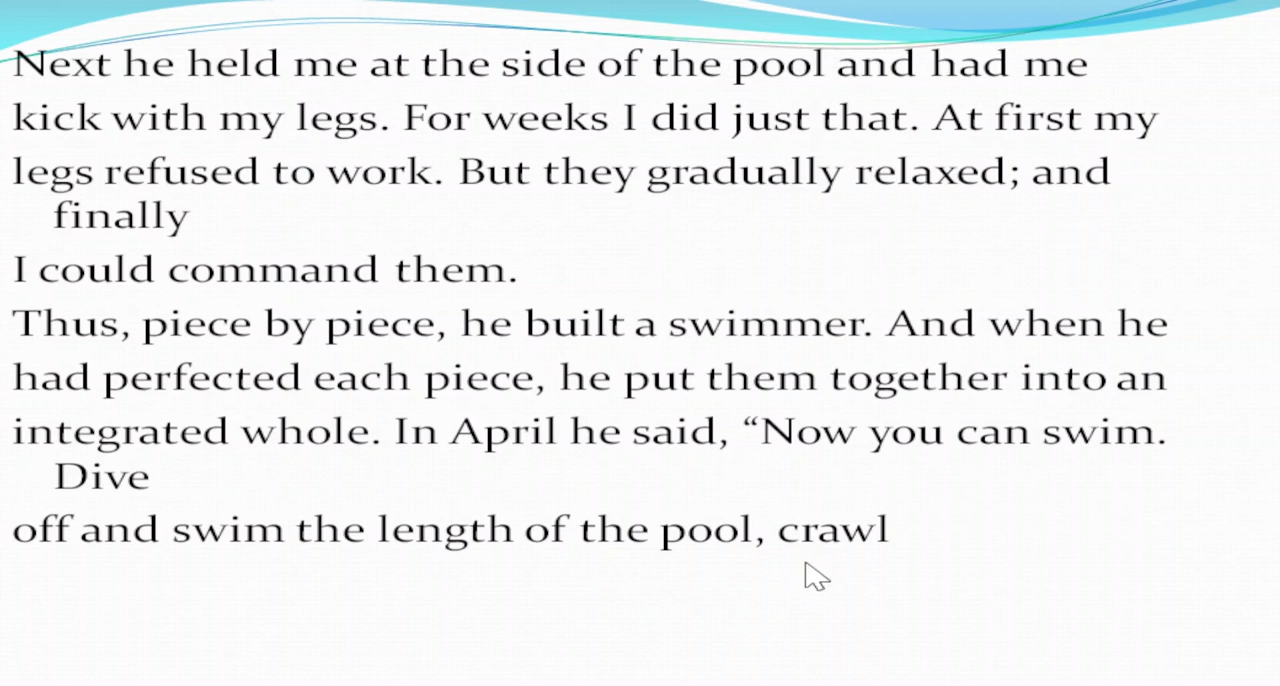 Next he held me at the side of the pool and had me
kick with my legs. For weeks I did just that. At first my
legs refused to work. But they gradually relaxed; and
finally
I could command them.
Thus, piece by piece, he built a swimmer. And when he
had perfected each piece, he put them together into an
integrated whole. In April he said, “Now you can swim.
Dive
off and swim the length of the pool, crawl